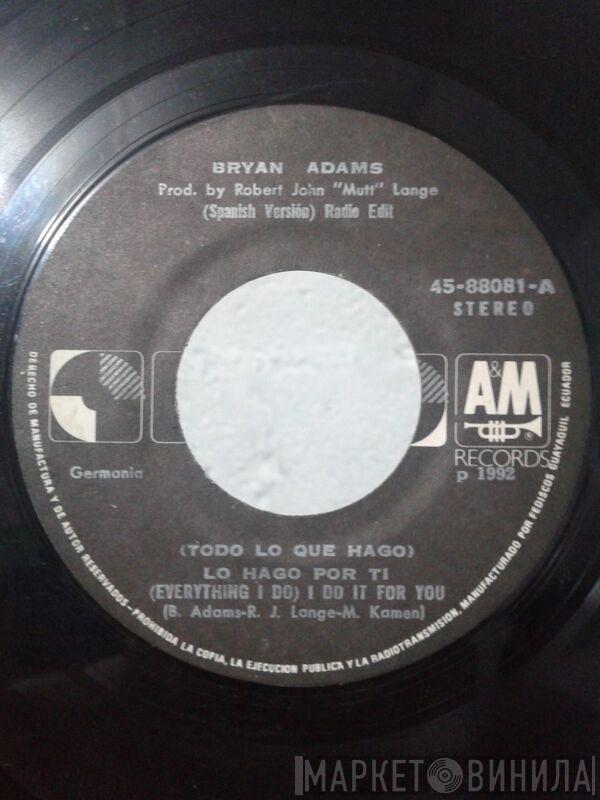 BRYAN ADAMS
Prod. by Robert John "Mutt" Lange
(Spanish Versión) Radio Edit
45-88081-A
STEREO
A&M
®
RECORDS
p 1992
Germania
(TODO LO QUE HAGO)
LO HAGO POR TI
(EVERYTHING I DO) I DO IT FOR YOU
(B. Adams-R. J. Lange-M. Kamen)
DERECHO DE MANUFACTURA Y DE AUTOR RESERVADOS-PROHIBIDA LA COPIA, LA EJECUCION PUBLICA Y LA RADIOTRANSMISION, MANUFACTURADO POR FEDISCOS GUAYAQUIL ECUADOR
МАРКЕТ ВИНИЛА